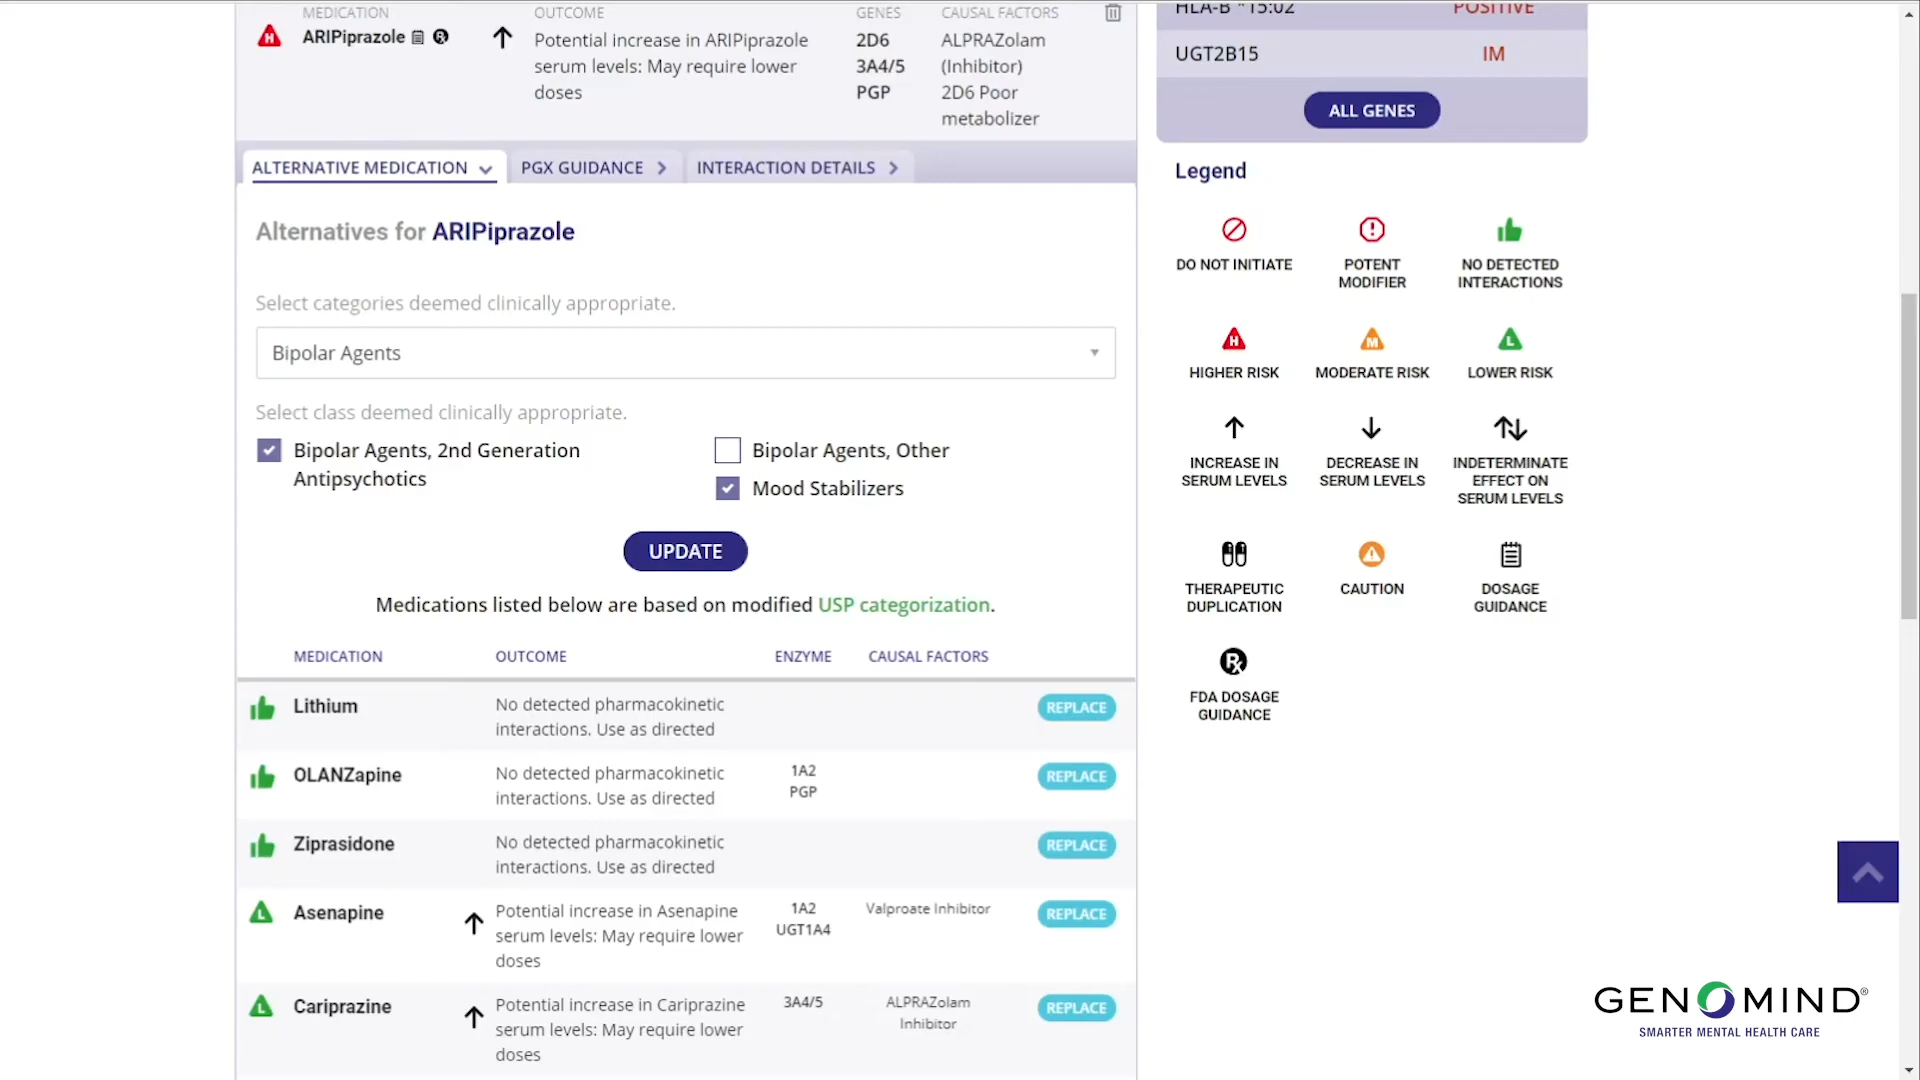 MEDICATION OUTCOME GENES CAUSAL FACTORS
H ARIPiprazole
Potential increase in ARIPiprazole
serum levels: May require lower
doses
2D6
3A4/5
PGP
ALPRAZolam
(Inhibitor)
2D6 Poor
metabolizer
ALTERNATIVE MEDICATION PGX GUIDANCE INTERACTION DETAILS
Alternatives for ARIPiprazole
Select categories deemed clinically appropriate.
Bipolar Agents
Select class deemed clinically appropriate.
Bipolar Agents, 2nd Generation
Antipsychotics
Bipolar Agents, Other
Mood Stabilizers
UPDATE
Medications listed below are based on modified USP categorization.
MEDICATION OUTCOME ENZYME CAUSAL FACTORS
Lithium
No detected pharmacokinetic
interactions. Use as directed
REPLACE
OLANZapine
No detected pharmacokinetic
interactions. Use as directed
1A2
PGP
REPLACE
Ziprasidone
No detected pharmacokinetic
interactions. Use as directed
REPLACE
L Asenapine
Potential increase in Asenapine
serum levels: May require lower
doses
1A2
UGT1A4
Valproate Inhibitor
REPLACE
L Cariprazine
Potential increase in Cariprazine
serum levels: May require lower
doses
3A4/5
ALPRAZolam
Inhibitor
REPLACE
HLA-B *15:02 POSITIVE
UGT2B15 IM
ALL GENES
Legend
DO NOT INITIATE
POTENT
MODIFIER
NO DETECTED
INTERACTIONS
H
HIGHER RISK
M
MODERATE RISK
L
LOWER RISK
INCREASE IN
SERUM LEVELS
DECREASE IN
SERUM LEVELS
INDETERMINATE
EFFECT ON
SERUM LEVELS
THERAPEUTIC
DUPLICATION
CAUTION
DOSAGE
GUIDANCE
Rx
FDA DOSAGE
GUIDANCE
GENOMIND®
SMARTER MENTAL HEALTH CARE